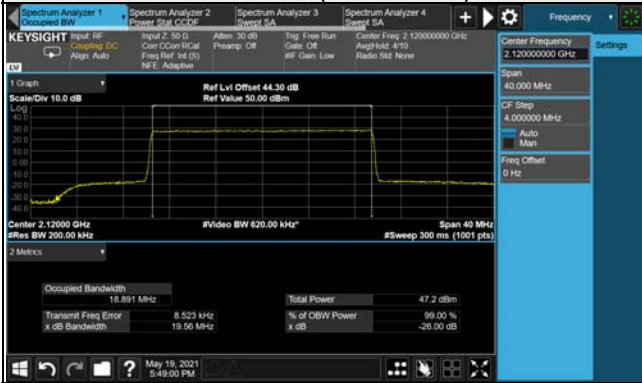 Spectrum Analyzer 1
Occupied BW
Spectrum Analyzer 2
Power Stat CCDF
Spectrum Analyzer 3
Swept SA
Spectrum Analyzer 4
Swept SA
+
Frequency
KEYSIGHT
Input: RF
Coupling: DC
Align: Auto
Input Z: 50 Ω
Corr CCorr RCal
Freq Ref: Int (S)
NFE: Adaptive
Atten: 30 dB
Preamp: Off
Trig: Free Run
Gate: Off
#IF Gain: Low
Center Freq: 2.120000000 GHz
Avg|Hold: 4/10
Radio Std: None
LXI
Center Frequency
2.120000000 GHz
Settings
Span
40.000 MHz
CF Step
4.000000 MHz
Auto
Man
Freq Offset
0 Hz
1 Graph
Scale/Div 10.0 dB
Ref Lvl Offset 44.30 dB
Ref Value 50.00 dBm
Log
40.0
30.0
20.0
10.0
0.00
-10.0
-20.0
-30.0
-40.0
Center 2.12000 GHz
#Res BW 200.00 kHz
#Video BW 620.00 kHz*
Span 40 MHz
#Sweep 300 ms (1001 pts)
2 Metrics
Occupied Bandwidth
18.891 MHz
Total Power 47.2 dBm
Transmit Freq Error 8.523 kHz
% of OBW Power 99.00 %
x dB Bandwidth 19.56 MHz
x dB -26.00 dB
?
May 19, 2021
5:49:00 PM